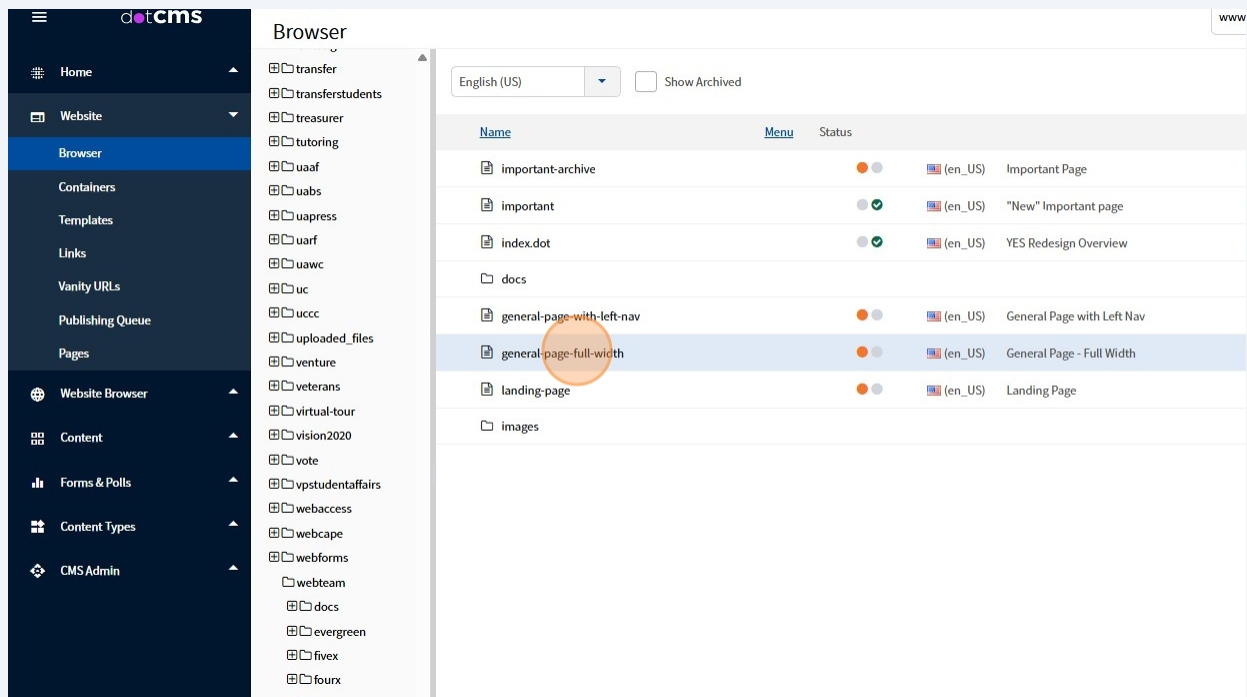 dotCMS
Home
Website
Browser
Containers
Templates
Links
Vanity URLs
Publishing Queue
Pages
Website Browser
Content
Forms & Polls
Content Types
CMS Admin
Browser
www
transfer
transferstudents
treasurer
tutoring
uaaf
uabs
uapress
uarf
uawc
uc
uccc
uploaded_files
venture
veterans
virtual-tour
vision2020
vote
vpstudentaffairs
webaccess
webcape
webforms
webteam
docs
evergreen
fivex
fourx
English (US) Show Archived
Name Menu Status
important-archive (en_US) Important Page
important (en_US) "New" Important page
index.dot (en_US) YES Redesign Overview
docs
general-page-with-left-nav (en_US) General Page with Left Nav
general-page-full-width (en_US) General Page - Full Width
landing-page (en_US) Landing Page
images